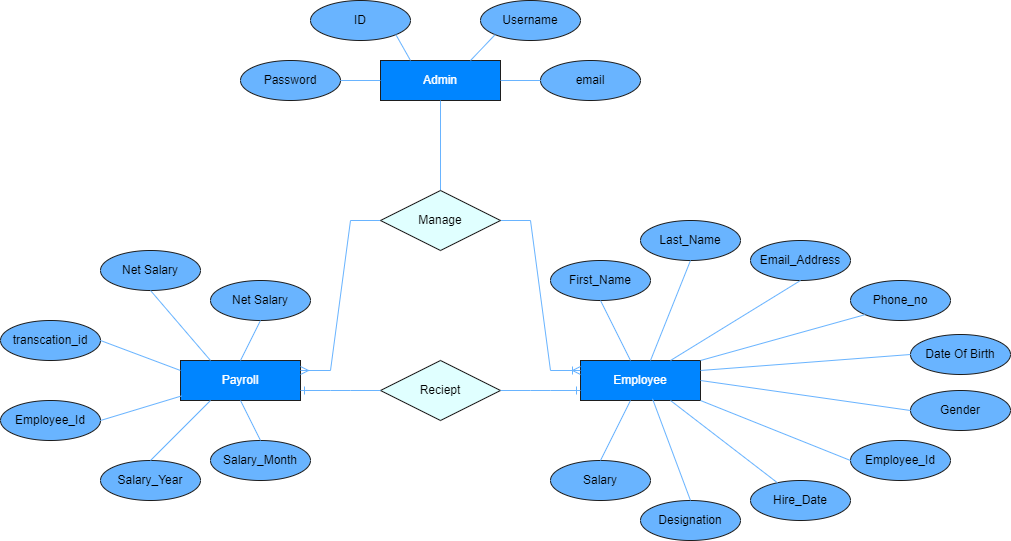 ID
Username
Password
Admin
email
Manage
Last_Name
Net Salary
First_Name
Email_Address
Net Salary
Phone_no
transcation_id
Date Of Birth
Payroll
Reciept
Employee
Employee_Id
Gender
Salary_Year
Salary_Month
Salary
Employee_Id
Designation
Hire_Date